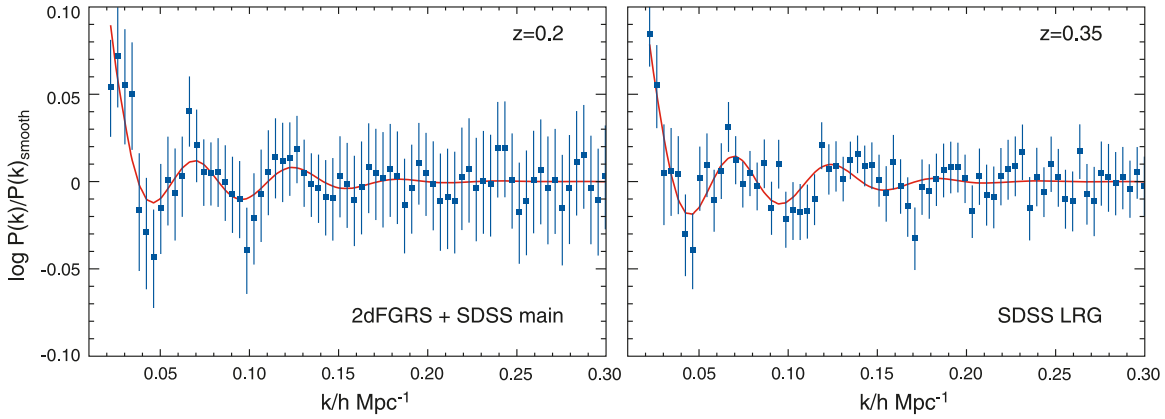 0.10
0.05
0
-0.05
-0.10
log P(k)/P(k)smooth
z=0.2
2dFGRS + SDSS main
0.05
0.10
0.15
0.20
0.25
0.30
k/h Mpc-1
z=0.35
SDSS LRG
0.05
0.10
0.15
0.20
0.25
0.30
k/h Mpc-1